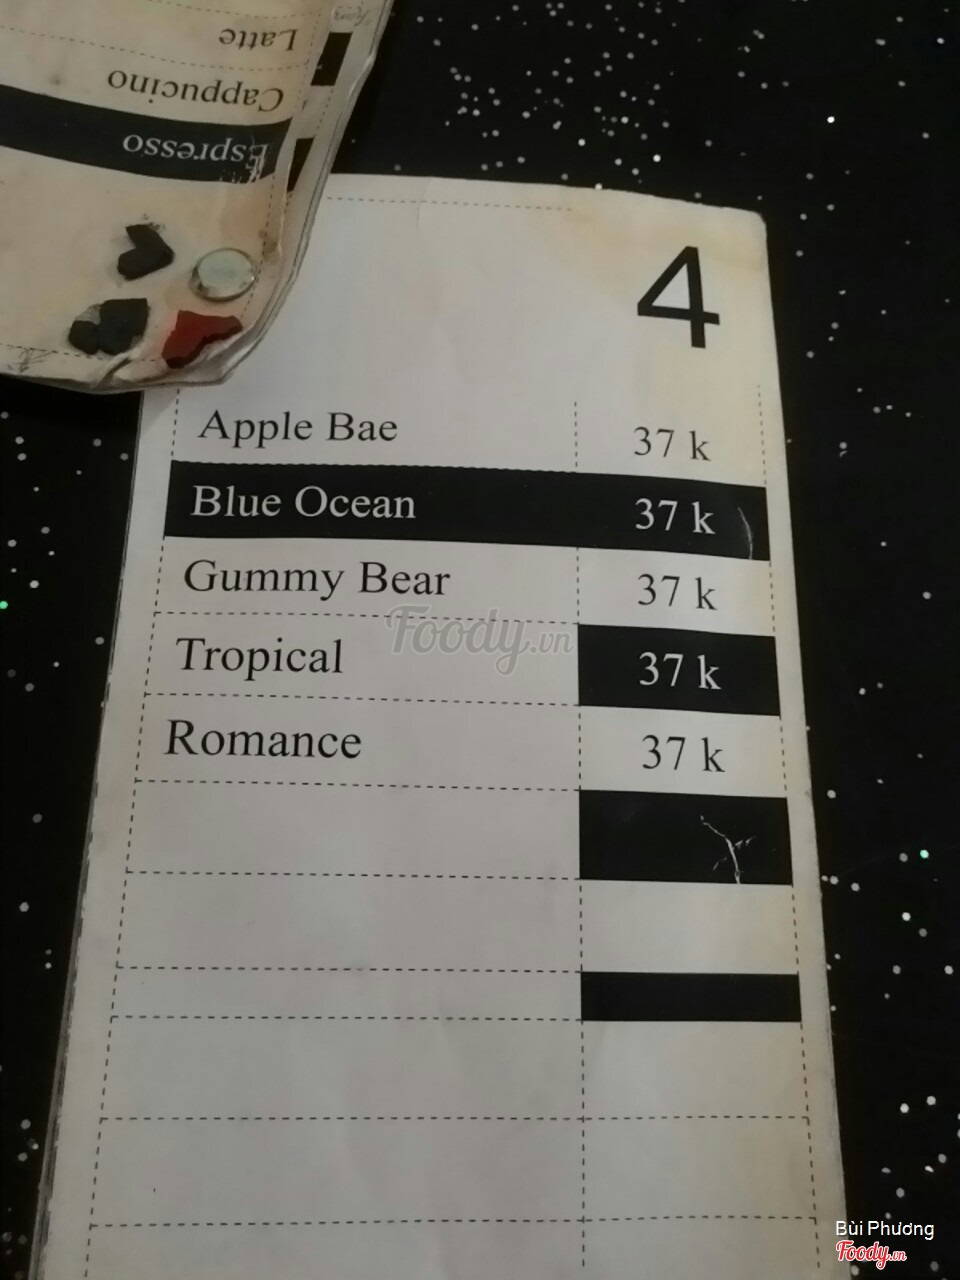 Latte
Cappucino
Espresso
4
Apple Bae 37 k
Blue Ocean 37 k
Gummy Bear 37 k
Foody.vn
Tropical 37 k
Romance 37 k
Bùi Phương
Foody.vn